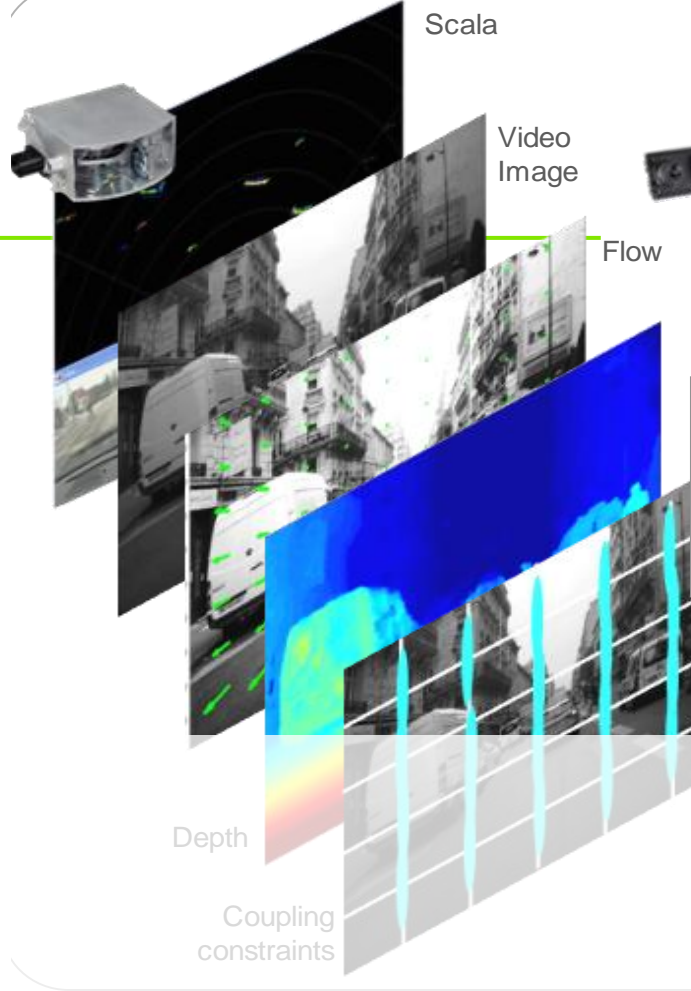 Scala
Video
Image
Flow
Depth
Coupling
constraints